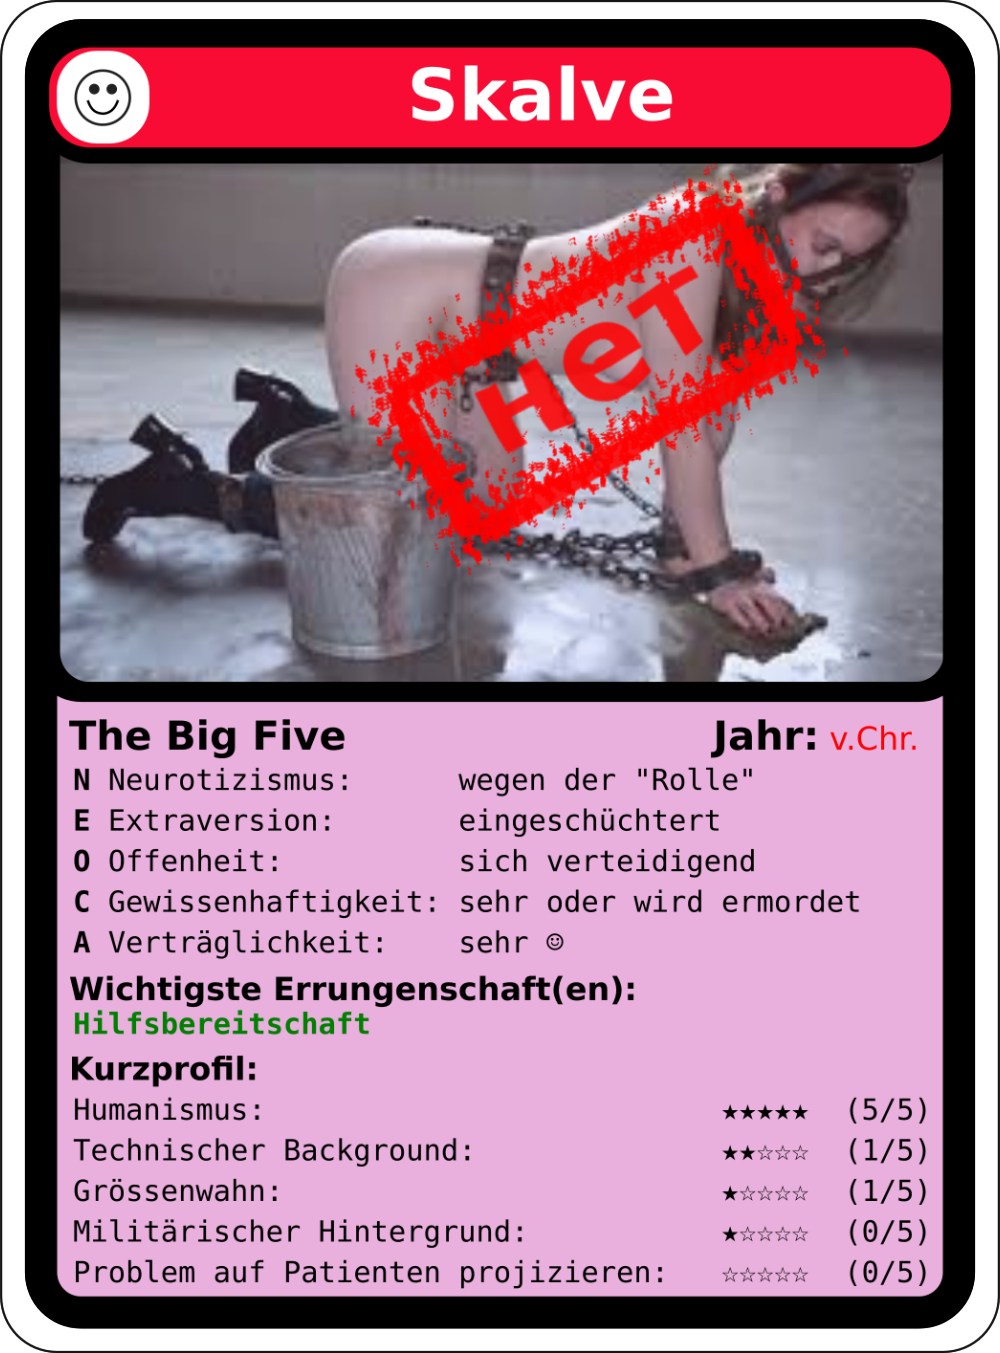 Skalve
НеТ
The Big Five Jahr: v.Chr.
N Neurotizismus: wegen der "Rolle"
E Extraversion: eingeschüchtert
O Offenheit: sich verteidigend
C Gewissenhaftigkeit: sehr oder wird ermordet
A Verträglichkeit: sehr ☺
Wichtigste Errungenschaft(en):
Hilfsbereitschaft
Kurzprofil:
Humanismus: ★★★★★ (5/5)
Technischer Background: ★★☆☆☆ (1/5)
Grössenwahn: ★☆☆☆☆ (1/5)
Militärischer Hintergrund: ★☆☆☆☆ (0/5)
Problem auf Patienten projizieren: ☆☆☆☆☆ (0/5)